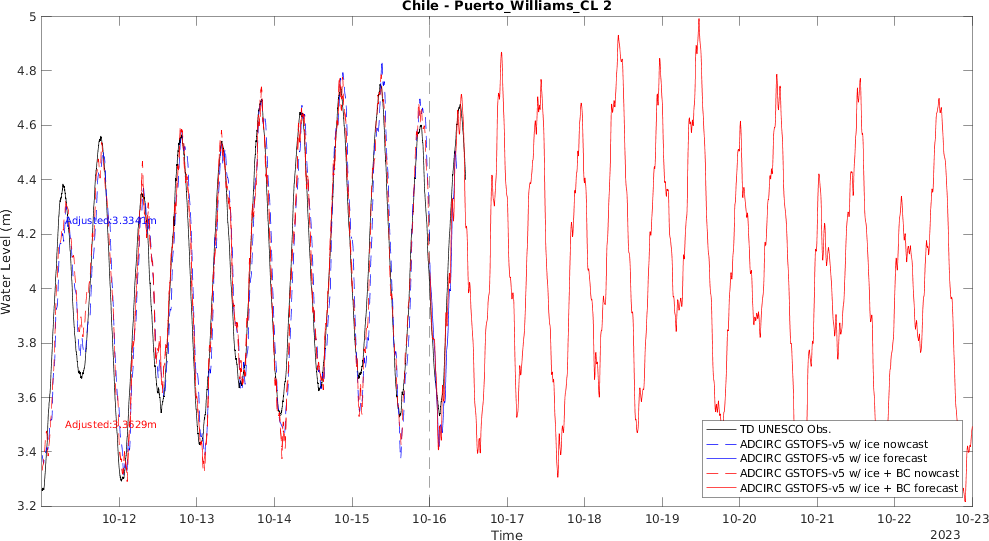 Chile - Puerto_Williams_CL 2
5
4.8
4.6
4.4
4.2
4
3.8
3.6
3.4
3.2
Water Level (m)
Adjusted:3.3341m
Adjusted:3.3629m
TD UNESCO Obs.
ADCIRC GSTOFS-v5 w/ ice nowcast
ADCIRC GSTOFS-v5 w/ ice forecast
ADCIRC GSTOFS-v5 w/ ice + BC nowcast
ADCIRC GSTOFS-v5 w/ ice + BC forecast
10-12 10-13 10-14 10-15 10-16 10-17 10-18 10-19 10-20 10-21 10-22 10-23
Time
2023